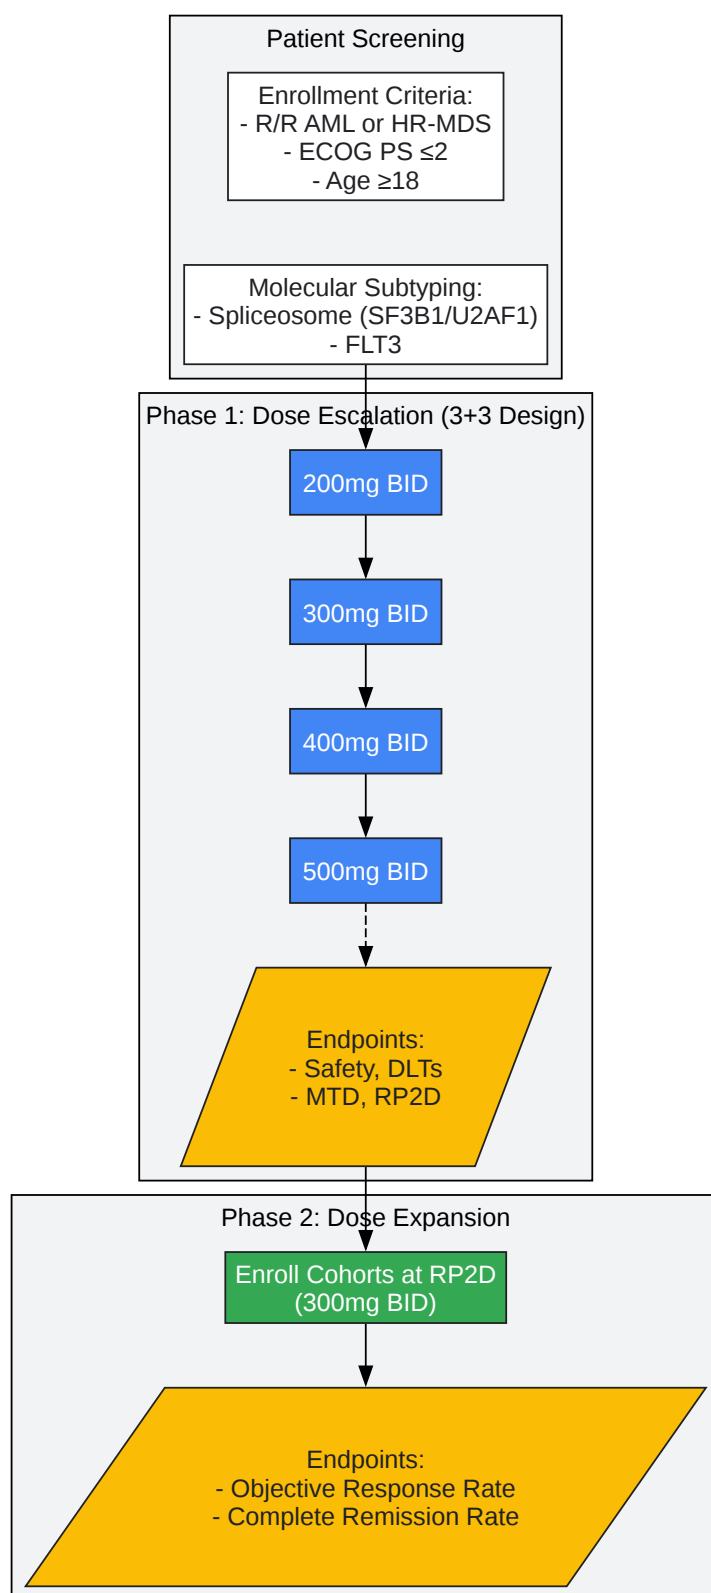 Patient Screening
Enrollment Criteria:
- R/R AML or HR-MDS
- ECOG PS ≤2
- Age ≥18
Molecular Subtyping:
- Spliceosome (SF3B1/U2AF1)
- FLT3
Phase 1: Dose Escalation (3+3 Design)
200mg BID
300mg BID
400mg BID
500mg BID
Endpoints:
- Safety, DLTs
- MTD, RP2D
Phase 2: Dose Expansion
Enroll Cohorts at RP2D
(300mg BID)
Endpoints:
- Objective Response Rate
- Complete Remission Rate